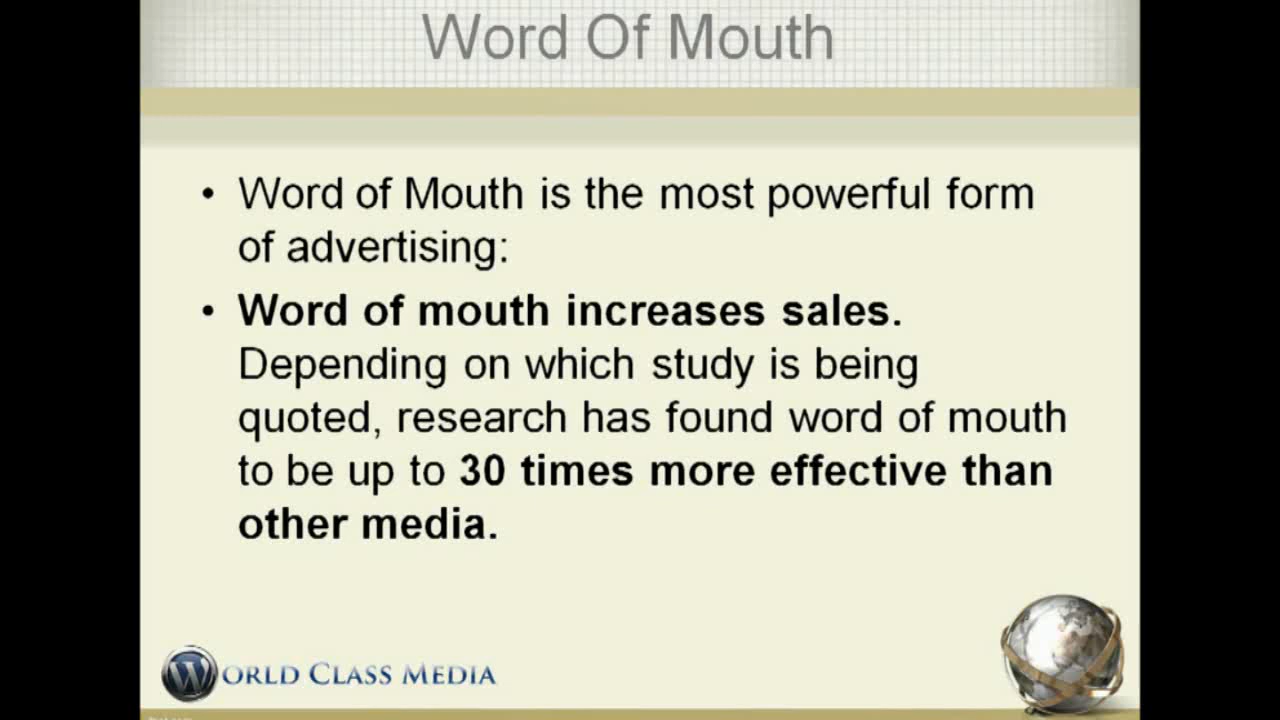 Word Of Mouth
• Word of Mouth is the most powerful form
of advertising:
• Word of mouth increases sales.
Depending on which study is being
quoted, research has found word of mouth
to be up to 30 times more effective than
other media.
WORLD CLASS MEDIA